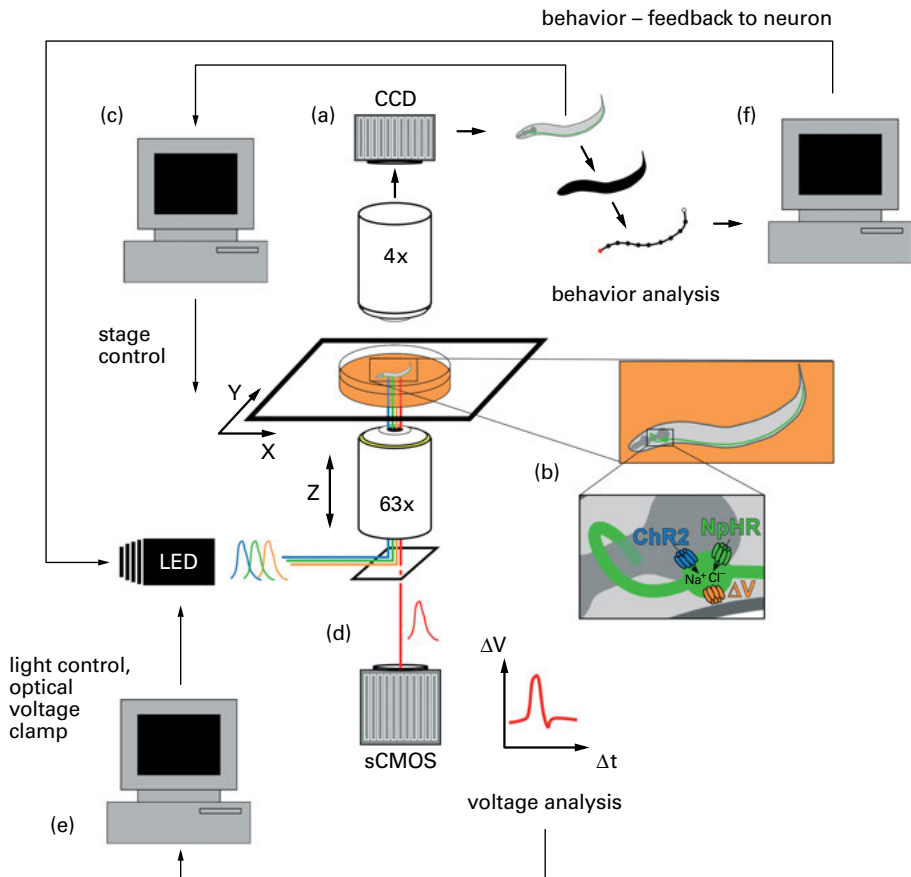 behavior – feedback to neuron
(c)
(a)
CCD
(f)
4x
behavior analysis
stage
control
Y
X
(b)
Z
63x
ChR2
NpHR
Na⁺ Cl⁻
ΔV
LED
(d)
light control,
optical
voltage
clamp
ΔV
Δt
sCMOS
voltage analysis
(e)